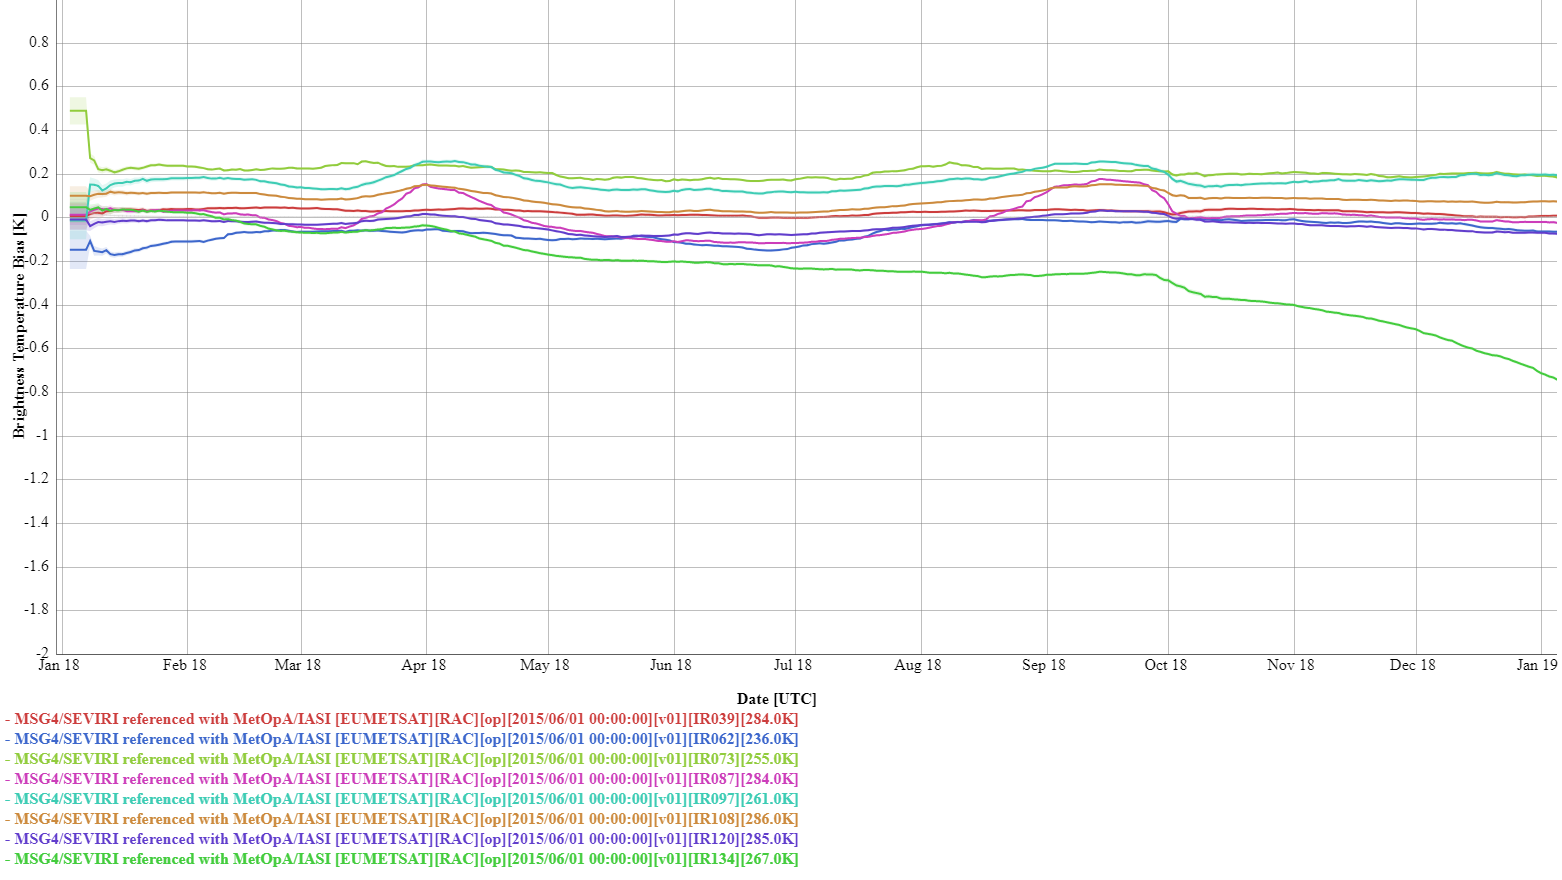 0.8
0.6
0.4
0.2
0
-0.2
-0.4
-0.6
-0.8
-1
-1.2
-1.4
-1.6
-1.8
-2
Brightness Temperature Bias [K]
Jan 18 Feb 18 Mar 18 Apr 18 May 18 Jun 18 Jul 18 Aug 18 Sep 18 Oct 18 Nov 18 Dec 18 Jan 19
Date [UTC]
- MSG4/SEVIRI referenced with MetOpA/IASI [EUMETSAT][RAC][op][2015/06/01 00:00:00][v01][IR039][284.0K]
- MSG4/SEVIRI referenced with MetOpA/IASI [EUMETSAT][RAC][op][2015/06/01 00:00:00][v01][IR062][236.0K]
- MSG4/SEVIRI referenced with MetOpA/IASI [EUMETSAT][RAC][op][2015/06/01 00:00:00][v01][IR073][255.0K]
- MSG4/SEVIRI referenced with MetOpA/IASI [EUMETSAT][RAC][op][2015/06/01 00:00:00][v01][IR087][284.0K]
- MSG4/SEVIRI referenced with MetOpA/IASI [EUMETSAT][RAC][op][2015/06/01 00:00:00][v01][IR097][261.0K]
- MSG4/SEVIRI referenced with MetOpA/IASI [EUMETSAT][RAC][op][2015/06/01 00:00:00][v01][IR108][286.0K]
- MSG4/SEVIRI referenced with MetOpA/IASI [EUMETSAT][RAC][op][2015/06/01 00:00:00][v01][IR120][285.0K]
- MSG4/SEVIRI referenced with MetOpA/IASI [EUMETSAT][RAC][op][2015/06/01 00:00:00][v01][IR134][267.0K]